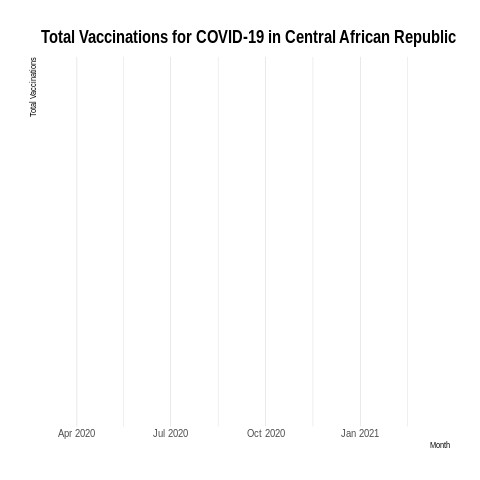 Total Vaccinations for COVID-19 in Central African Republic
Total Vaccinations
Apr 2020
Jul 2020
Oct 2020
Jan 2021
Month